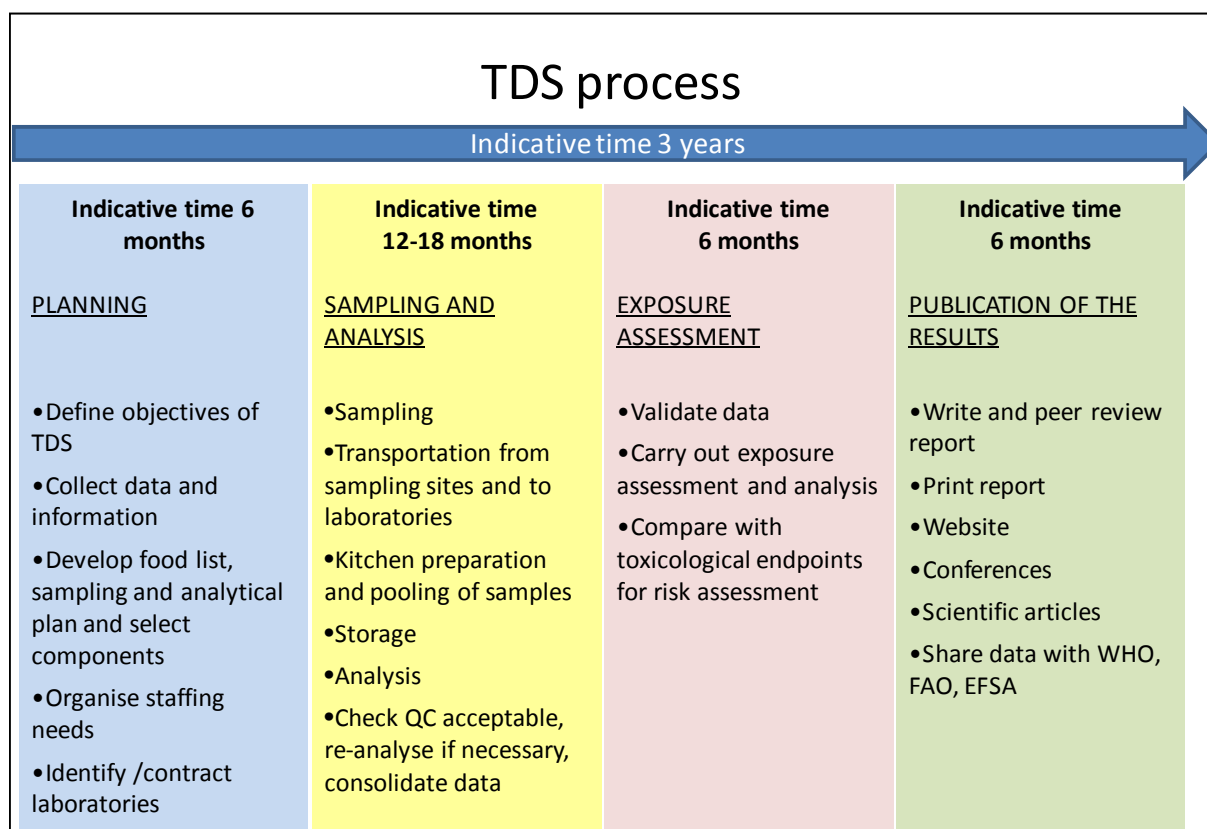 TDS process
Indicative time 3 years
Indicative time 6
months
PLANNING
•Define objectives of
TDS
•Collect data and
information
•Develop food list,
sampling and analytical
plan and select
components
•Organise staffing
needs
•Identify /contract
laboratories
Indicative time
12-18 months
SAMPLING AND
ANALYSIS
•Sampling
•Transportation from
sampling sites and to
laboratories
•Kitchen preparation
and pooling of samples
•Storage
•Analysis
•Check QC acceptable,
re-analyse if necessary,
consolidate data
Indicative time
6 months
EXPOSURE
ASSESSMENT
•Validate data
•Carry out exposure
assessment and analysis
•Compare with
toxicological endpoints
for risk assessment
Indicative time
6 months
PUBLICATION OF THE
RESULTS
•Write and peer review
report
•Print report
•Website
•Conferences
•Scientific articles
•Share data with WHO,
FAO, EFSA